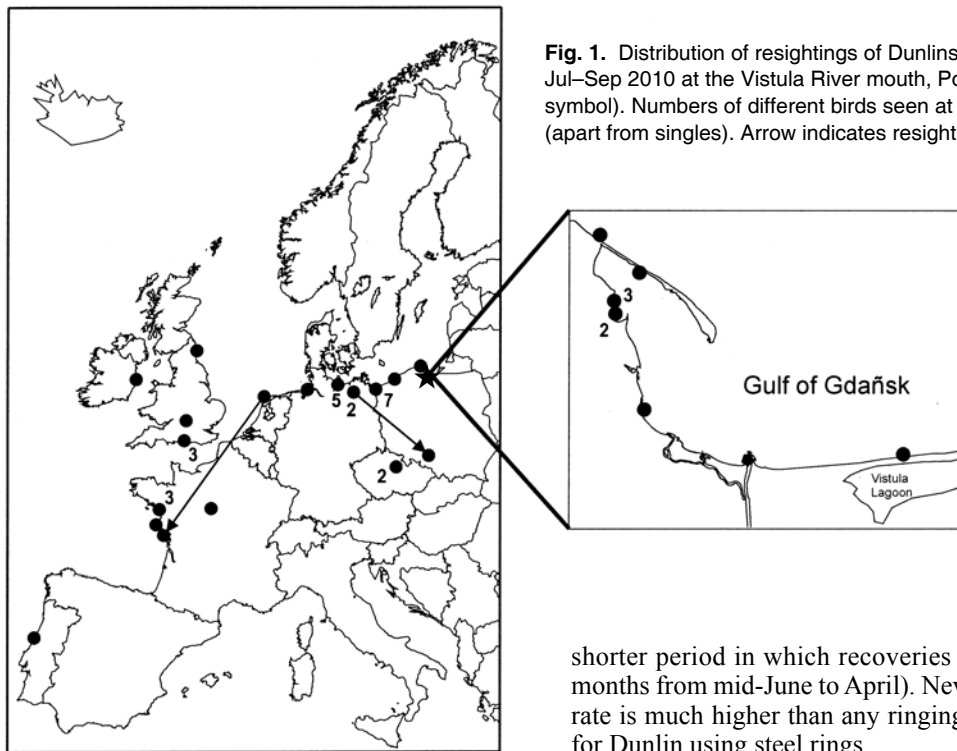 Fig. 1. Distribution of resightings of Dunlins
Jul–Sep 2010 at the Vistula River mouth, Po
symbol). Numbers of different birds seen at
(apart from singles). Arrow indicates resight
3
2
Gulf of Gdańsk
Vistula
Lagoon
5
2
7
3
2
3
shorter period in which recoveries
months from mid-June to April). Nev
rate is much higher than any ringing
for Dunlin using steel rings